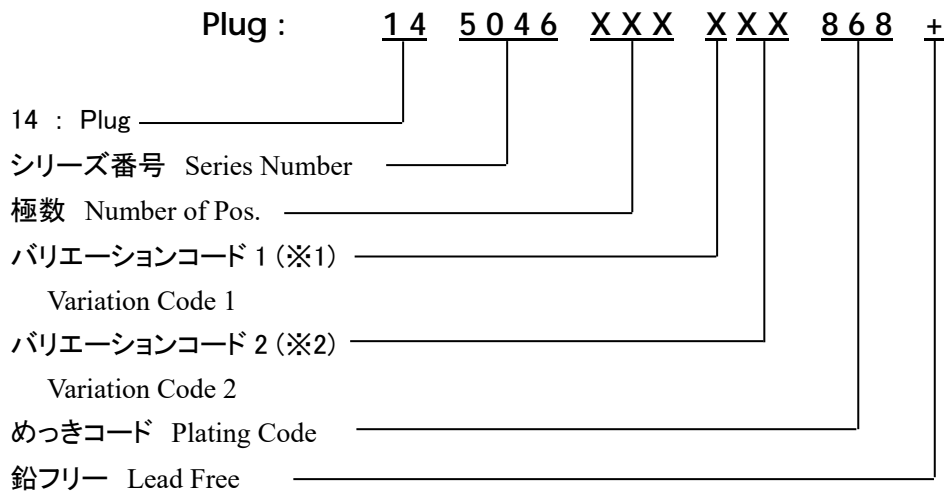 Plug : 14 5046 XXX XXX 868 +
14 : Plug
シリーズ番号 Series Number
極数 Number of Pos.
バリエーションコード 1 (※1)
Variation Code 1
バリエーションコード 2 (※2)
Variation Code 2
めっきコード Plating Code
鉛フリー Lead Free